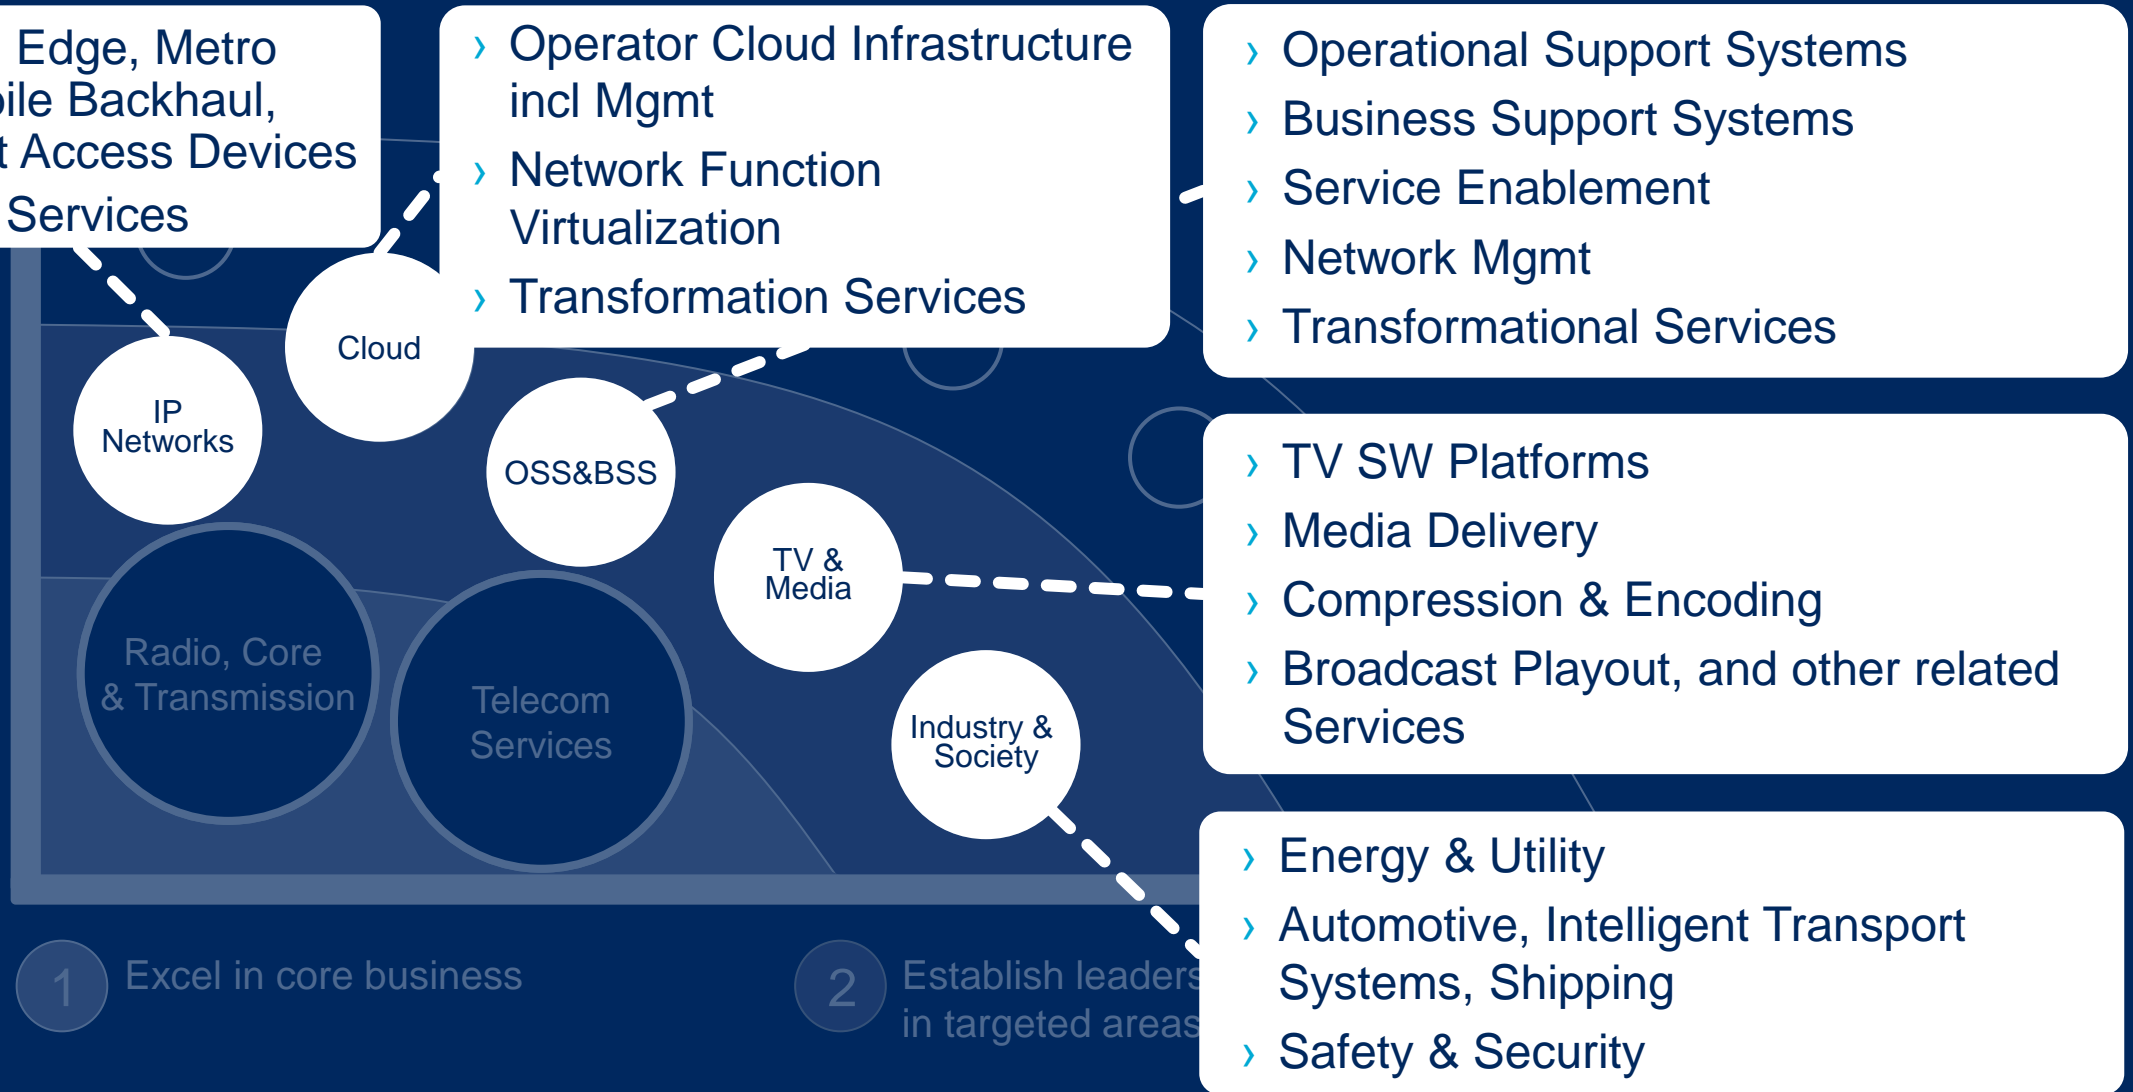 Edge, Metro
Backhaul,
Access Devices
Services
› Operator Cloud Infrastructure
incl Mgmt
› Network Function
Virtualization
› Transformation Services
› Operational Support Systems
› Business Support Systems
› Service Enablement
› Network Mgmt
› Transformational Services
Cloud
IP
Networks
OSS&BSS
TV &
Media
Industry &
Society
Radio, Core
& Transmission
Telecom
Services
› TV SW Platforms
› Media Delivery
› Compression & Encoding
› Broadcast Playout, and other related
Services
› Energy & Utility
› Automotive, Intelligent Transport
Systems, Shipping
› Safety & Security
1 Excel in core business
2 Establish
in targeted areas